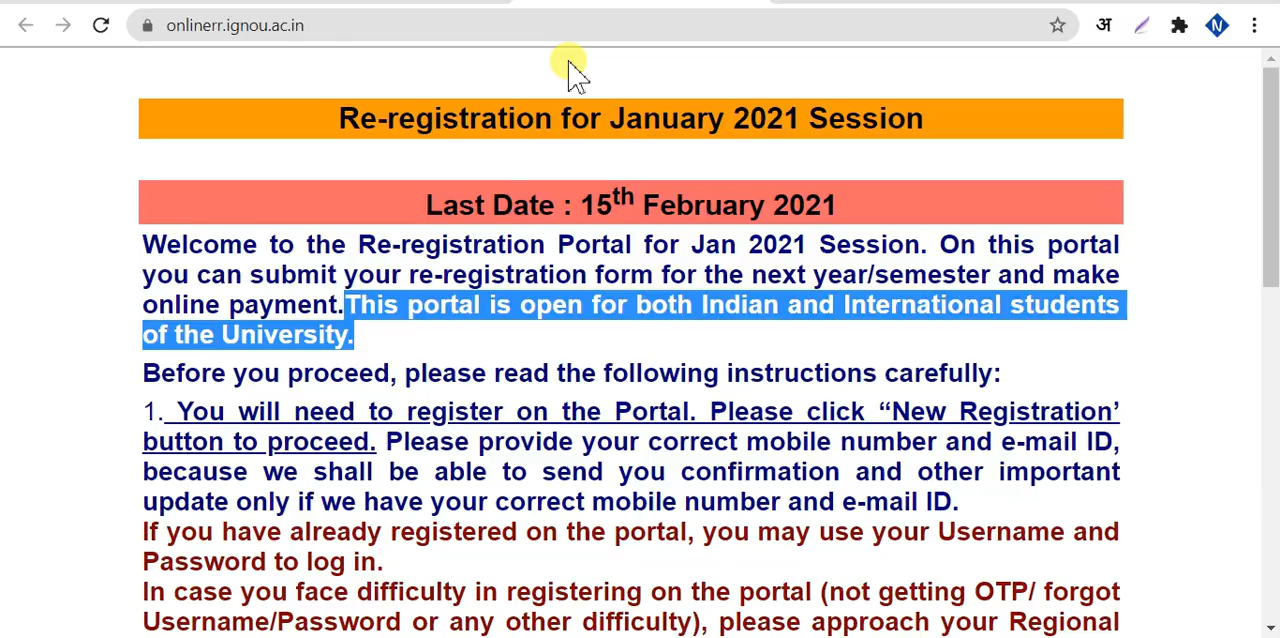 onlinerr.ignou.ac.in
अ
N
Re-registration for January 2021 Session
Last Date : 15th February 2021
Welcome to the Re-registration Portal for Jan 2021 Session. On this portal
you can submit your re-registration form for the next year/semester and make
online payment.This portal is open for both Indian and International students
of the University.
Before you proceed, please read the following instructions carefully:
1. You will need to register on the Portal. Please click “New Registration’
button to proceed. Please provide your correct mobile number and e-mail ID,
because we shall be able to send you confirmation and other important
update only if we have your correct mobile number and e-mail ID.
If you have already registered on the portal, you may use your Username and
Password to log in.
In case you face difficulty in registering on the portal (not getting OTP/ forgot
Username/Password or any other difficulty), please approach your Regional